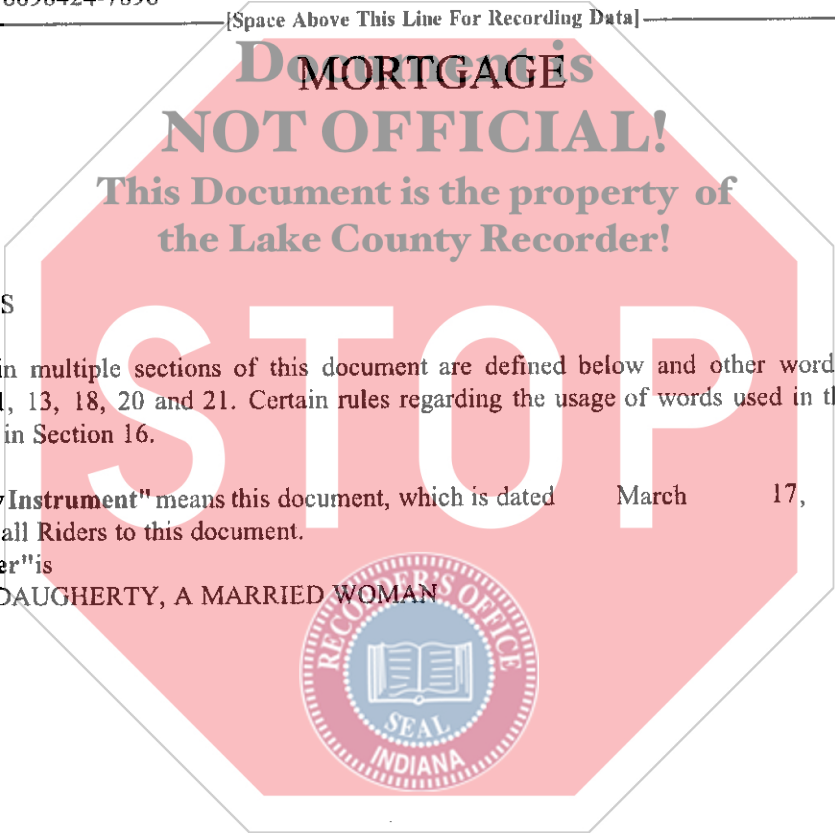 [Space Above This Line For Recording Data]
Document is
MORTGAGE
NOT OFFICIAL!
This Document is the property of
the Lake County Recorder!
S
in multiple sections of this document are defined below and other word
, 13, 18, 20 and 21. Certain rules regarding the usage of words used in th
in Section 16.
STOP
Instrument" means this document, which is dated March 17,
all Riders to this document.
er" is
DAUGHERTY, A MARRIED WOMAN
RECORDER'S OFFICE
SEAL
INDIANA